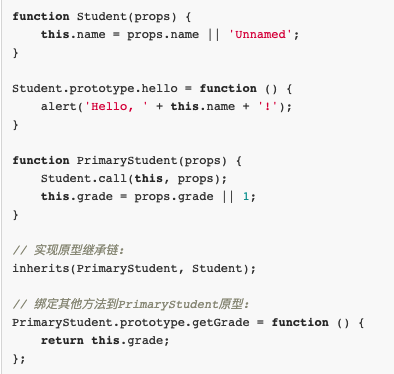 function Student(props) {
    this.name = props.name || 'Unnamed';
}

Student.prototype.hello = function () {
    alert('Hello, ' + this.name + '!');
}

function PrimaryStudent(props) {
    Student.call(this, props);
    this.grade = props.grade || 1;
}

// 实现原型继承链:
inherits(PrimaryStudent, Student);

// 绑定其他方法到PrimaryStudent原型:
PrimaryStudent.prototype.getGrade = function () {
    return this.grade;
};